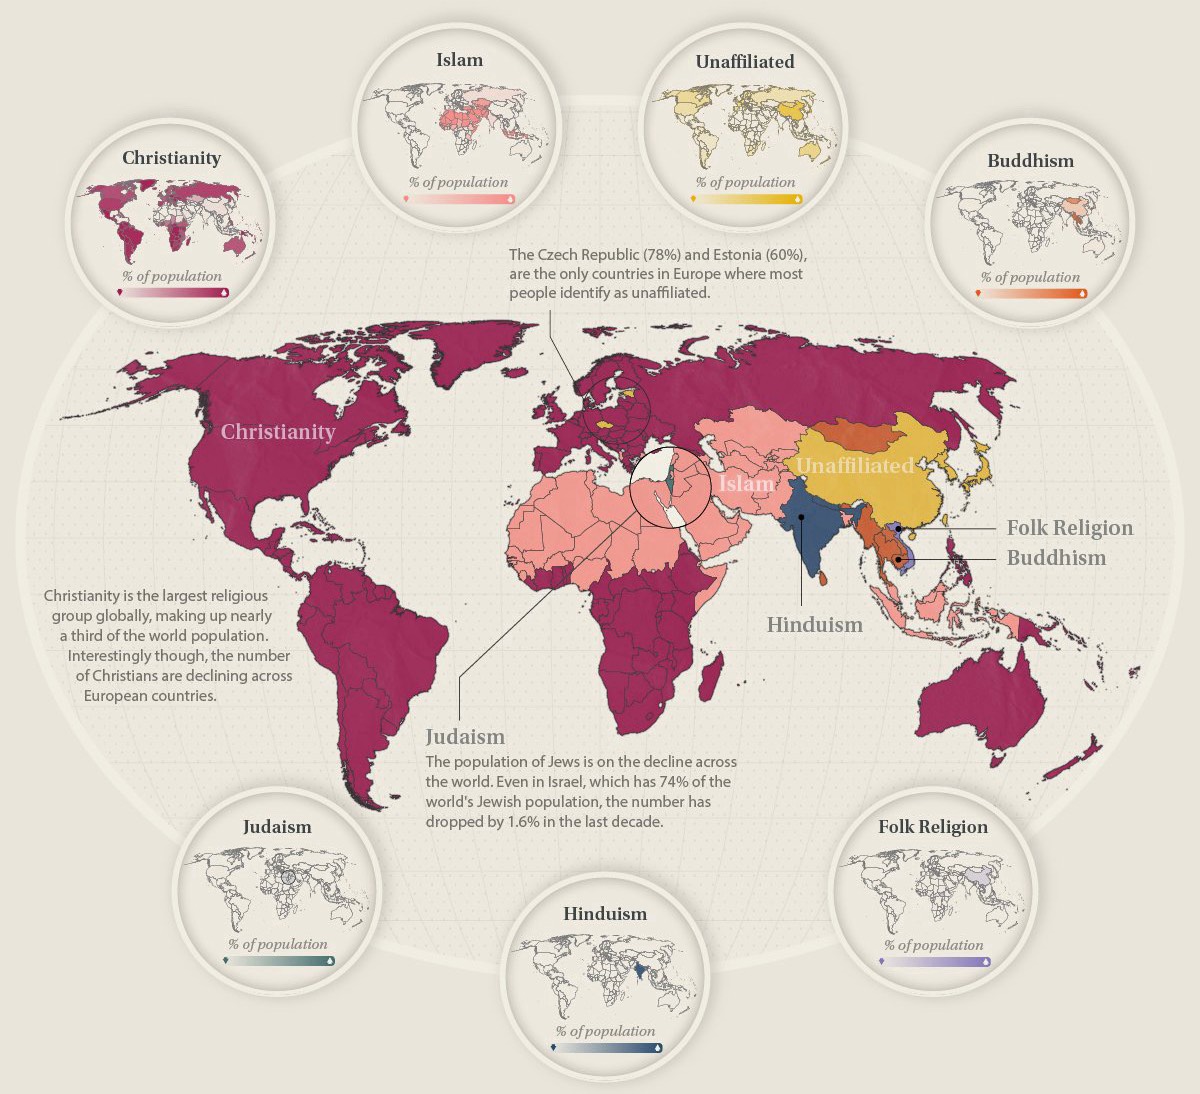 Islam
% of population
Unaffiliated
% of population
Christianity
% of population
Buddhism
% of population
The Czech Republic (78%) and Estonia (60%),
are the only countries in Europe where most
people identify as unaffiliated.
Christianity
Unaffiliated
Islam
Folk Religion
Buddhism
Hinduism
Christianity is the largest religious
group globally, making up nearly
a third of the world population.
Interestingly though, the number
of Christians are declining across
European countries.
Judaism
The population of Jews is on the decline across
the world. Even in Israel, which has 74% of the
world's Jewish population, the number has
dropped by 1.6% in the last decade.
Judaism
% of population
Hinduism
% of population
Folk Religion
% of population